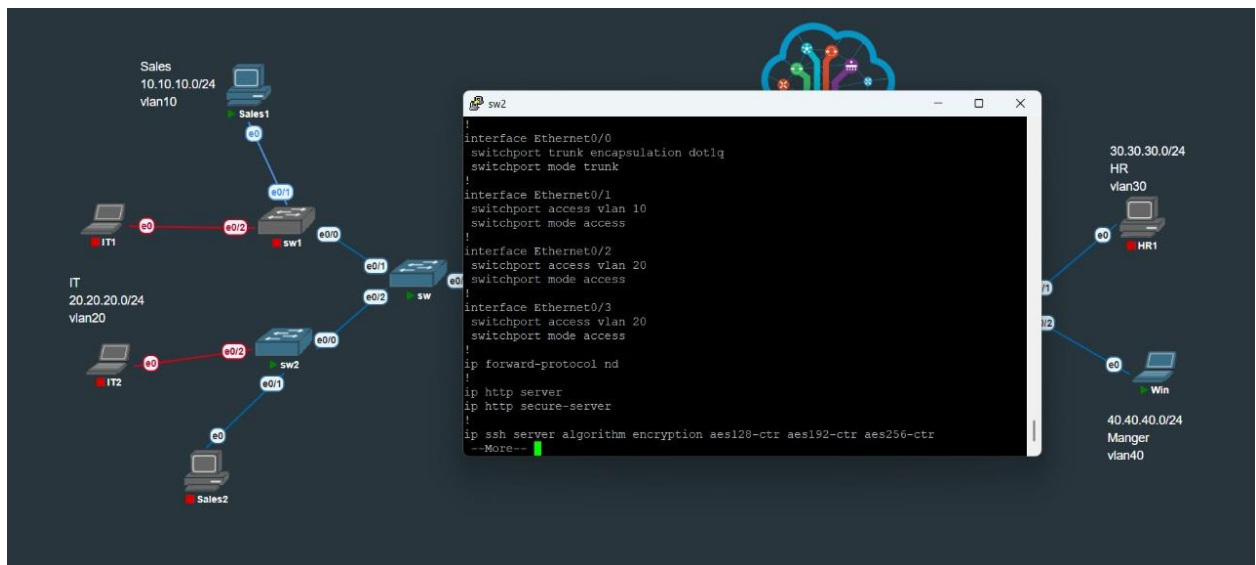 Sales
10.10.10.0/24
vlan10
Sales1
e0
e0/1
IT1
e0
e0/2
sw1
e0/0
IT
20.20.20.0/24
vlan20
e0/1
e0/2
sw
IT2
e0
e0/2
sw2
e0/0
e0/1
e0
Sales2
sw2
!
interface Ethernet0/0
switchport trunk encapsulation dot1q
switchport mode trunk
!
interface Ethernet0/1
switchport access vlan 10
switchport mode access
!
interface Ethernet0/2
switchport access vlan 20
switchport mode access
!
interface Ethernet0/3
switchport access vlan 20
switchport mode access
!
ip forward-protocol nd
!
ip http server
ip http secure-server
!
ip ssh server algorithm encryption aes128-ctr aes192-ctr aes256-ctr
--More--
30.30.30.0/24
HR
vlan30
e0
HR1
e0
Win
40.40.40.0/24
Manger
vlan40